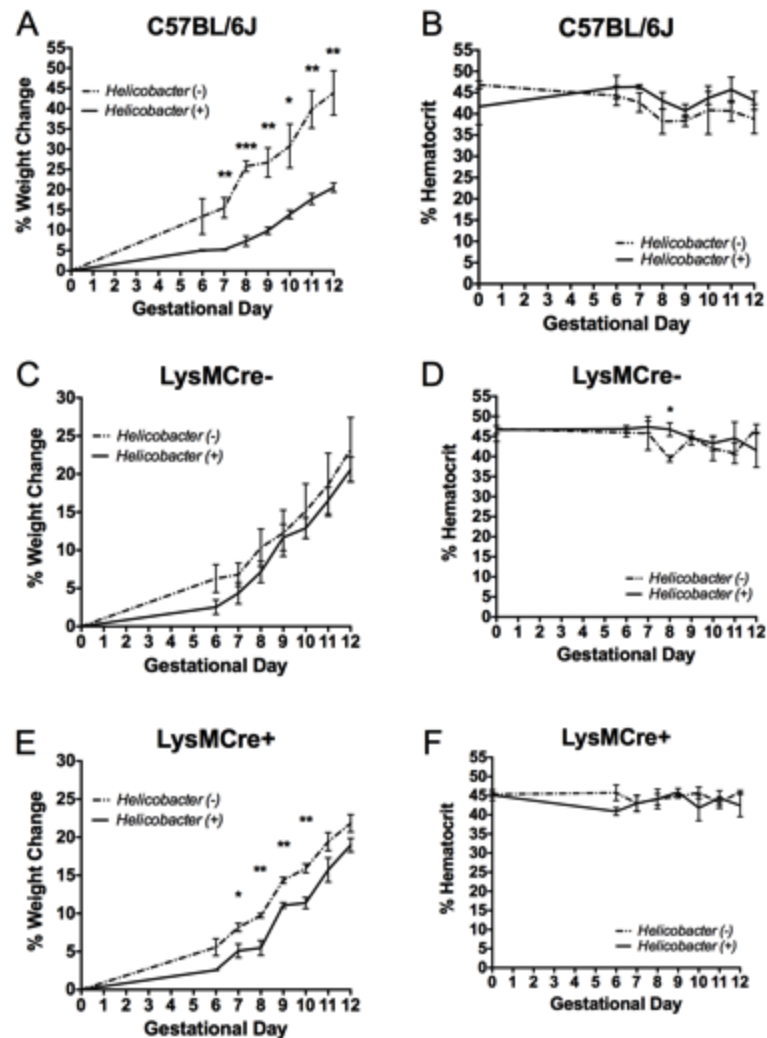 A
C57BL/6J
% Weight Change
55
50
45
40
35
30
25
20
15
10
5
0
Helicobacter (-)
Helicobacter (+)
**
***
**
*
**
**
0 1 2 3 4 5 6 7 8 9 10 11 12
Gestational Day
B
C57BL/6J
% Hematocrit
55
50
45
40
35
30
25
20
15
10
5
0
Helicobacter (-)
Helicobacter (+)
0 1 2 3 4 5 6 7 8 9 10 11 12
Gestational Day
C
LysMCre-
% Weight Change
30
25
20
15
10
5
0
Helicobacter (-)
Helicobacter (+)
0 1 2 3 4 5 6 7 8 9 10 11 12
Gestational Day
D
LysMCre-
% Hematocrit
55
50
45
40
35
30
25
20
15
10
5
0
*
Helicobacter (-)
Helicobacter (+)
0 1 2 3 4 5 6 7 8 9 10 11 12
Gestational Day
E
LysMCre+
% Weight Change
30
25
20
15
10
5
0
Helicobacter (-)
Helicobacter (+)
*
**
**
**
0 1 2 3 4 5 6 7 8 9 10 11 12
Gestational Day
F
LysMCre+
% Hematocrit
55
50
45
40
35
30
25
20
15
10
5
0
Helicobacter (-)
Helicobacter (+)
0 1 2 3 4 5 6 7 8 9 10 11 12
Gestational Day